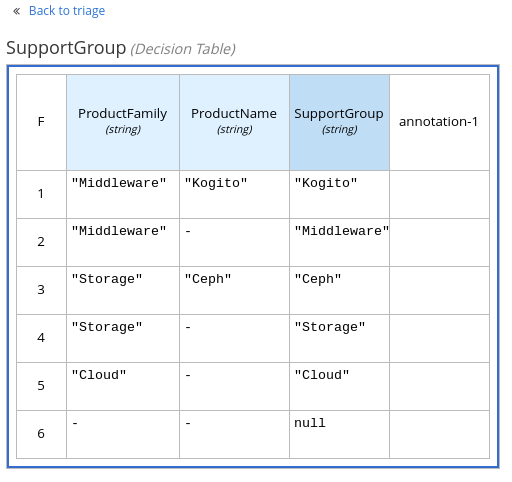 « Back to triage
SupportGroup (Decision Table)
F ProductFamily (string) ProductName (string) SupportGroup (string) annotation-1
1 "Middleware" "Kogito" "Kogito"
2 "Middleware" - "Middleware"
3 "Storage" "Ceph" "Ceph"
4 "Storage" - "Storage"
5 "Cloud" - "Cloud"
6 - - null